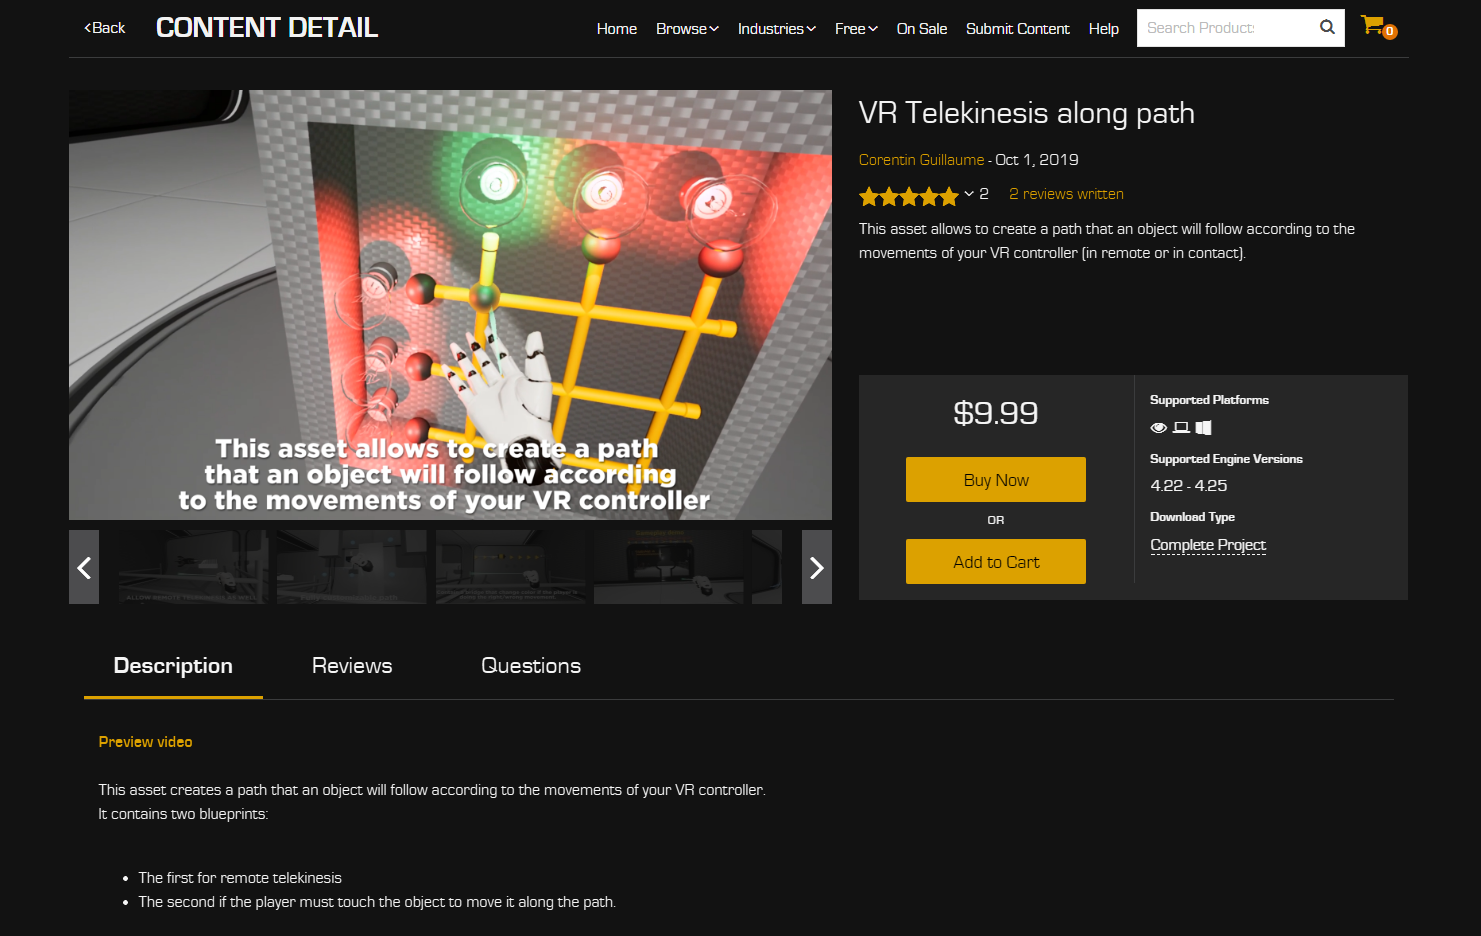 Back
CONTENT DETAIL
Home Browse Industries Free On Sale Submit Content Help
Search Product
0
This asset allows to create a path
that an object will follow according
to the movements of your VR controller
VR Telekinesis along path
Corentin Guillaume - Oct 1, 2019
2 2 reviews written
This asset allows to create a path that an object will follow according to the
movements of your VR controller (in remote or in contact).
$9.99
Buy Now
OR
Add to Cart
Supported Platforms
Supported Engine Versions
4.22 - 4.25
Download Type
Complete Project
Description Reviews Questions
Preview video
This asset creates a path that an object will follow according to the movements of your VR controller.
It contains two blueprints:
• The first for remote telekinesis
• The second if the player must touch the object to move it along the path.